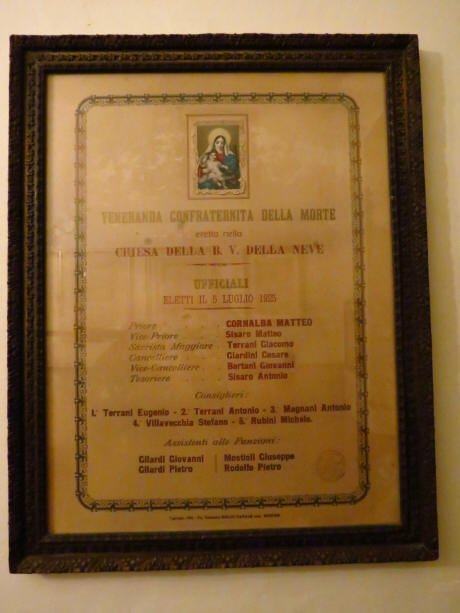 VENERANDA CONFRATERNITA DELLA MORTE
eretta nella
CHIESA DELLA B. V. DELLA NEVE
UFFICIALI
ELETTI IL 5 LUGLIO 1925
Priore . . . . CORNALBA MATTEO
Vice-Priore . . . . Sisaro Matteo
Sacrista Maggiore . . Terrani Giacomo
Cancelliere . . . . Giardini Cesare
Vice-Cancelliere . . . Bertani Giovanni
Tesoriere . . . . Sisaro Antonio
Consiglieri:
1.° Terrani Eugenio - 2.° Terrani Antonio - 3.° Magnani Antonio
4.° Villavecchia Stefano - 5.° Rubini Michele.
Assistenti alle Funzioni:
Gilardi Giovanni Mostioli Giuseppe
Gilardi Pietro Rodolfo Pietro